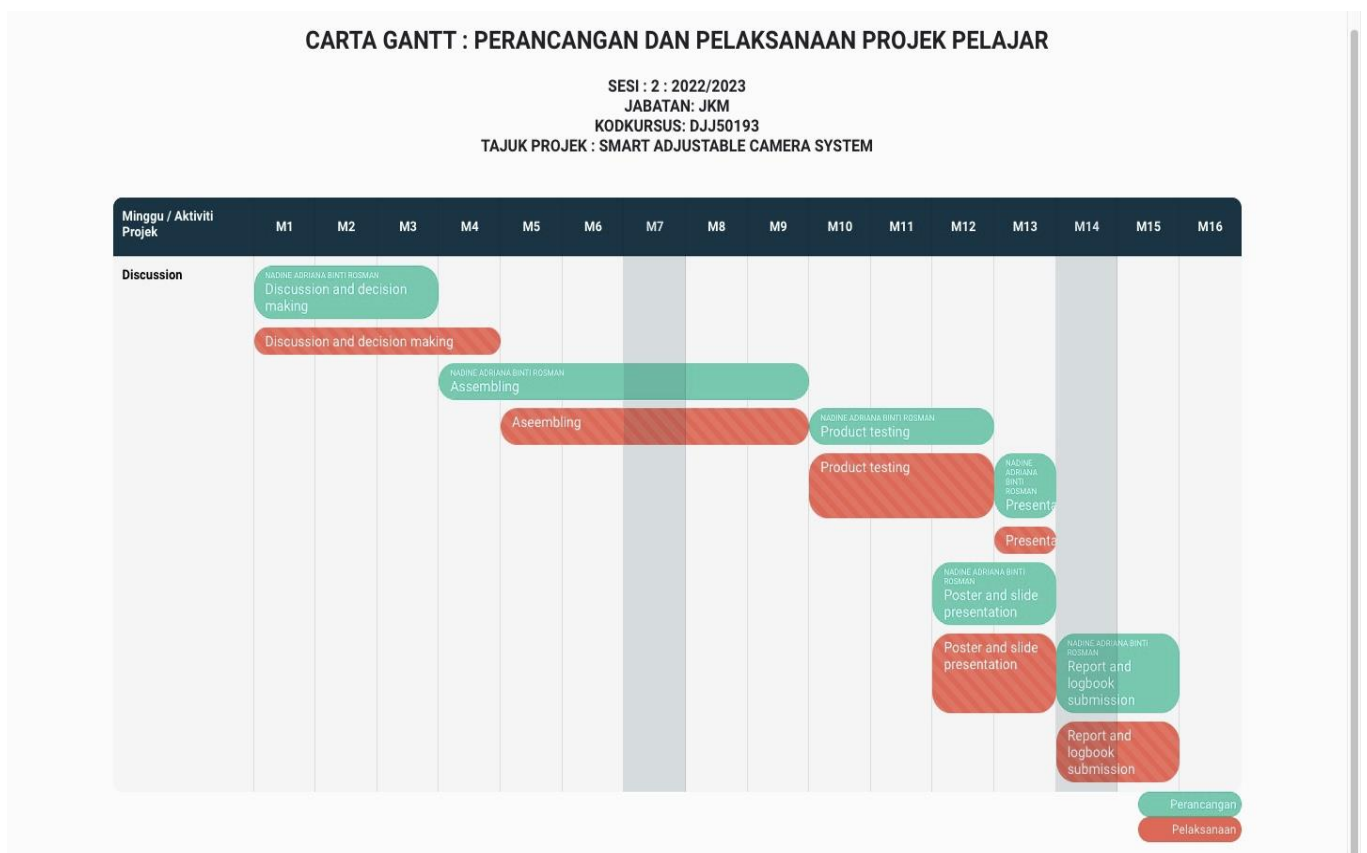 CARTA GANTT : PERANCANGAN DAN PELAKSANAAN PROJEK PELAJAR
SESI : 2 : 2022/2023
JABATAN: JKM
KODKURSUS: DJJ50193
TAJUK PROJEK : SMART ADJUSTABLE CAMERA SYSTEM
Minggu / Aktiviti
Projek
M1 M2 M3 M4 M5 M6 M7 M8 M9 M10 M11 M12 M13 M14 M15 M16
Discussion
NADINE ADRIANA BINTI ROSMAN
Discussion and decision
making
Discussion and decision making
NADINE ADRIANA BINTI ROSMAN
Assembling
Aseembling
NADINE ADRIANA BINTI ROSMAN
Product testing
Product testing
NADINE
ADRIANA
BINTI
ROSMAN
Presenta
Presenta
NADINE ADRIANA BINTI
ROSMAN
Poster and slide
presentation
Poster and slide
presentation
NADINE ADRIANA BINTI
ROSMAN
Report and
logbook
submission
Report and
logbook
submission
Perancangan
Pelaksanaan